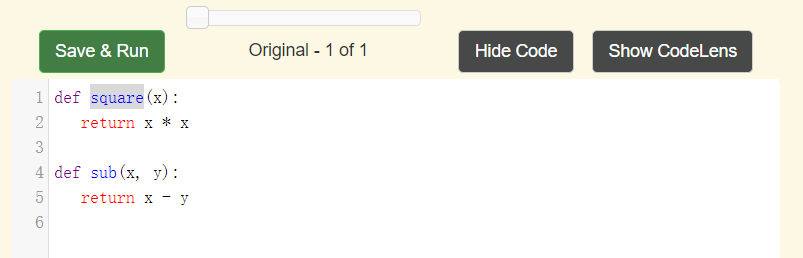 Save & Run
Original - 1 of 1
Hide Code
Show CodeLens
1 def square(x):
2    return x * x
3
4 def sub(x, y):
5    return x - y
6